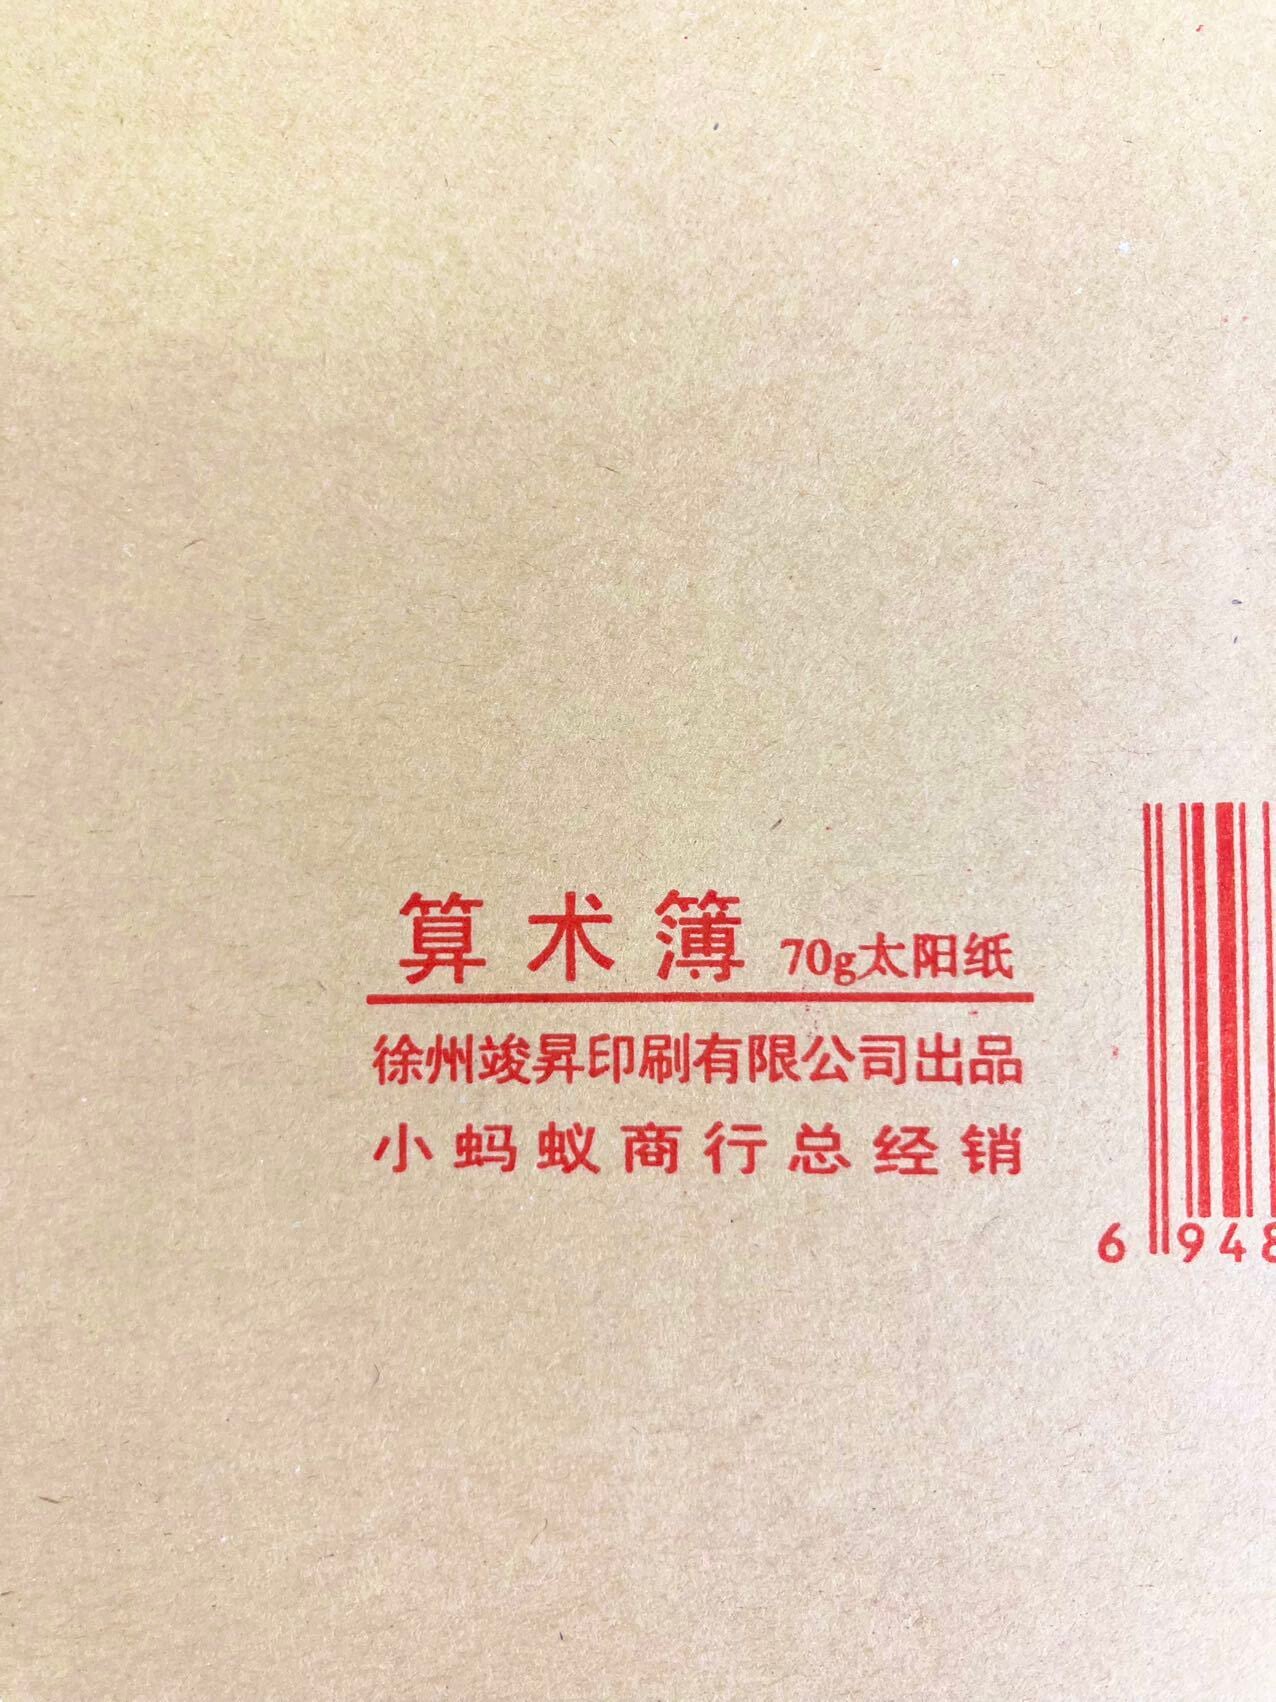 算术簿 70g太阳纸
徐州竣昇印刷有限公司出品
小蚂蚁商行总经销
6 948